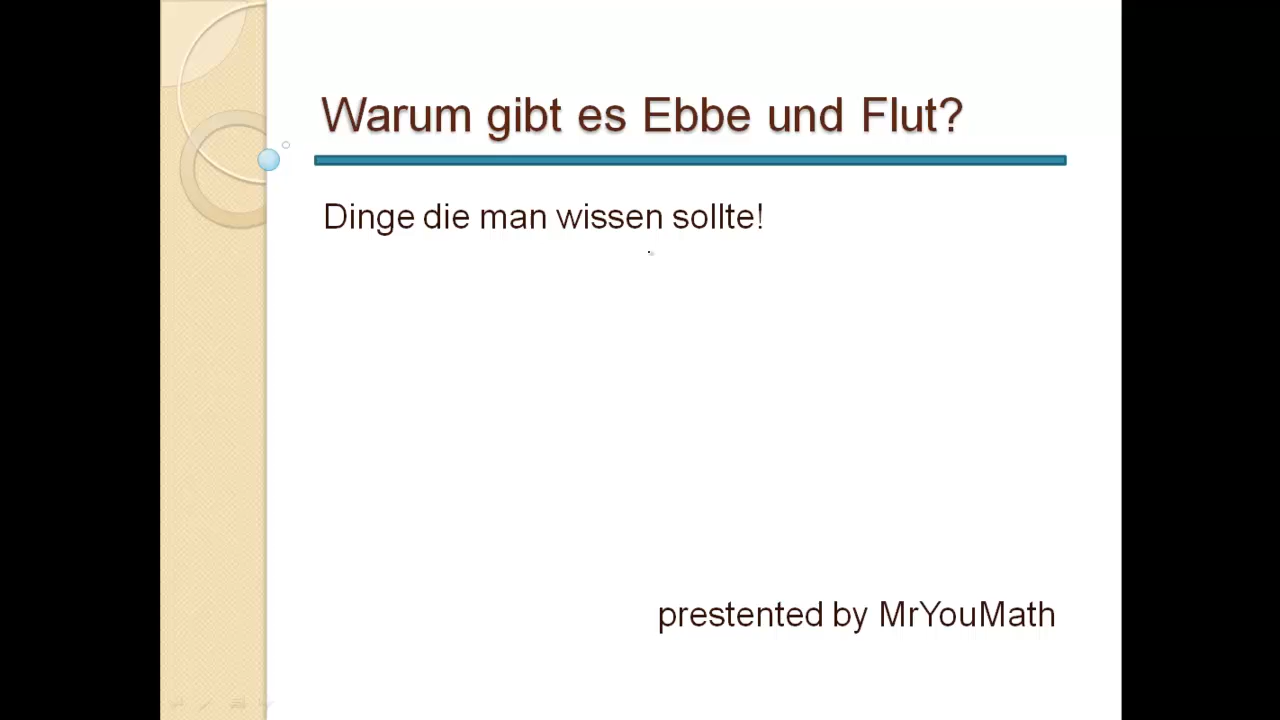 Warum gibt es Ebbe und Flut?
Dinge die man wissen sollte!
prestented by MrYouMath